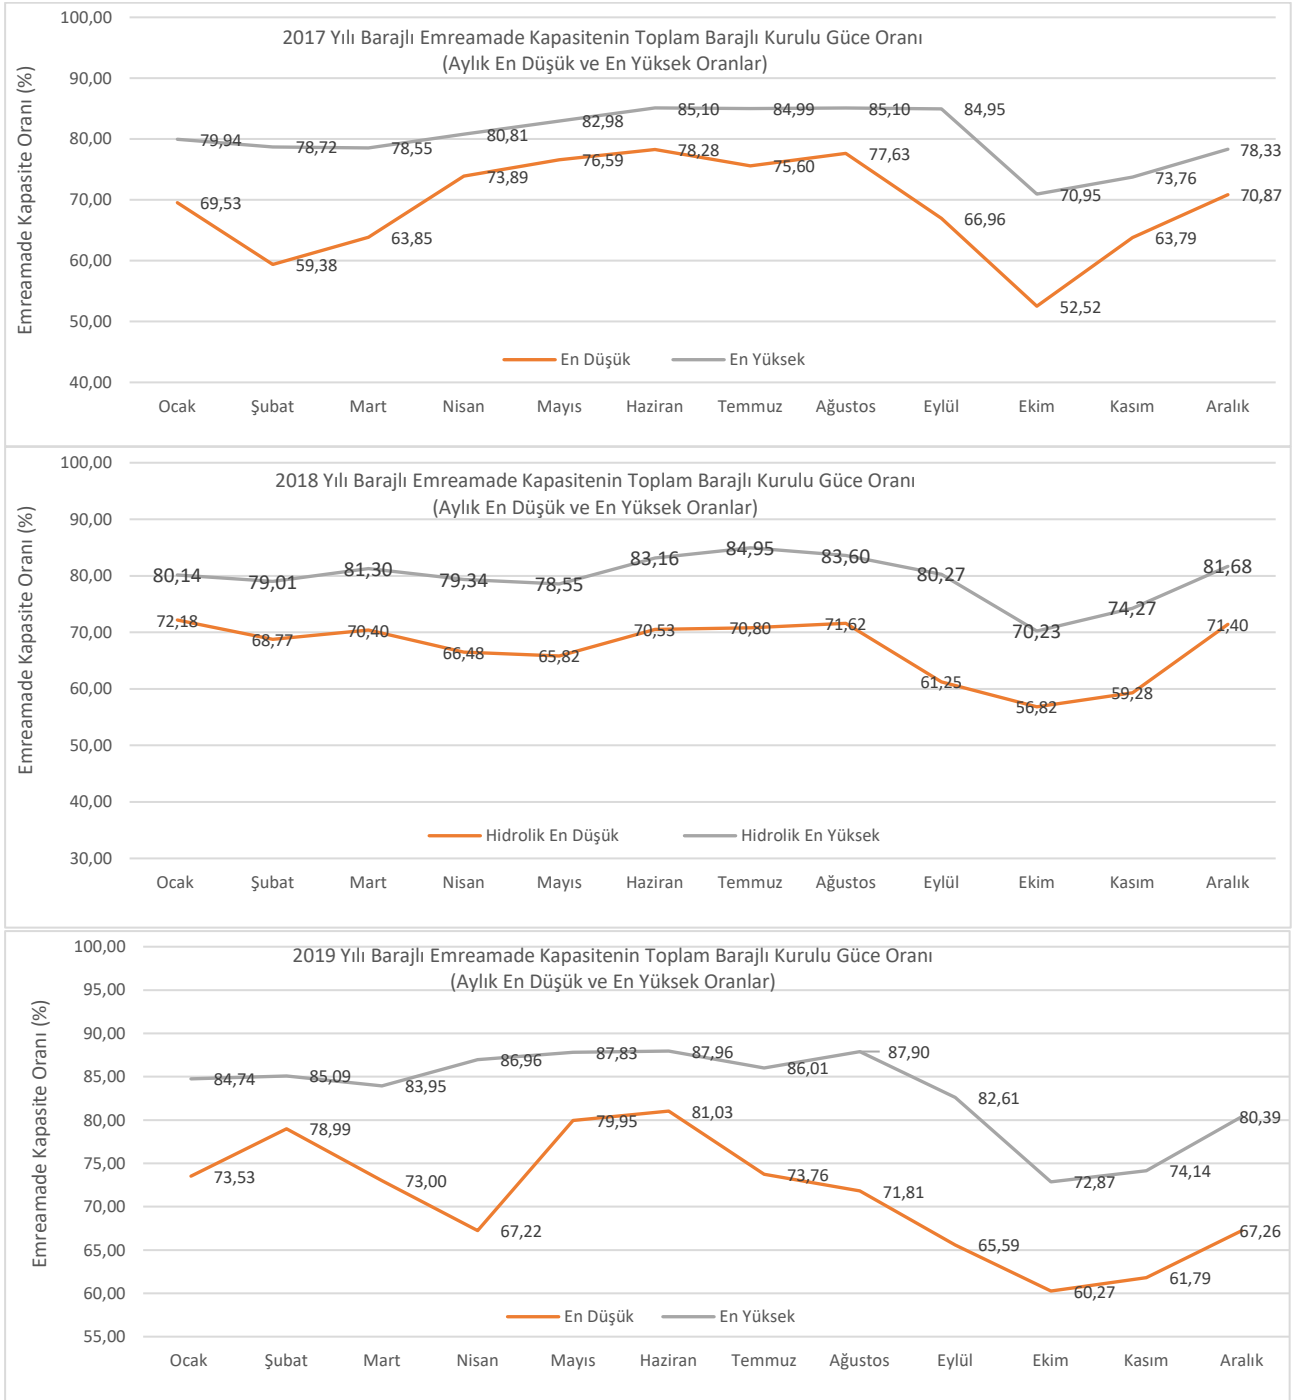 2017 Yılı Barajlı Emreamade Kapasitenin Toplam Barajlı Kurulu Güce Oranı
(Aylık En Düşük ve En Yüksek Oranlar)
Emreamade Kapasite Oranı (%)
100,00
90,00
80,00
70,00
60,00
50,00
40,00
79,94 78,72 78,55 80,81 82,98 85,10 84,99 85,10 84,95 70,95 73,76 78,33
69,53 59,38 63,85 73,89 76,59 78,28 75,60 77,63 66,96 52,52 63,79 70,87
En Düşük En Yüksek
Ocak Şubat Mart Nisan Mayıs Haziran Temmuz Ağustos Eylül Ekim Kasım Aralık
2018 Yılı Barajlı Emreamade Kapasitenin Toplam Barajlı Kurulu Güce Oranı
(Aylık En Düşük ve En Yüksek Oranlar)
Emreamade Kapasite Oranı (%)
100,00
90,00
80,00
70,00
60,00
50,00
40,00
30,00
80,14 79,01 81,30 79,34 78,55 83,16 84,95 83,60 80,27 70,23 74,27 81,68
72,18 68,77 70,40 66,48 65,82 70,53 70,80 71,62 61,25 56,82 59,28 71,40
Hidrolik En Düşük Hidrolik En Yüksek
Ocak Şubat Mart Nisan Mayıs Haziran Temmuz Ağustos Eylül Ekim Kasım Aralık
2019 Yılı Barajlı Emreamade Kapasitenin Toplam Barajlı Kurulu Güce Oranı
(Aylık En Düşük ve En Yüksek Oranlar)
Emreamade Kapasite Oranı (%)
100,00
95,00
90,00
85,00
80,00
75,00
70,00
65,00
60,00
55,00
84,74 85,09 83,95 86,96 87,83 87,96 86,01 87,90 82,61 72,87 74,14 80,39
73,53 78,99 73,00 67,22 79,95 81,03 73,76 71,81 65,59 60,27 61,79 67,26
En Düşük En Yüksek
Ocak Şubat Mart Nisan Mayıs Haziran Temmuz Ağustos Eylül Ekim Kasım Aralık